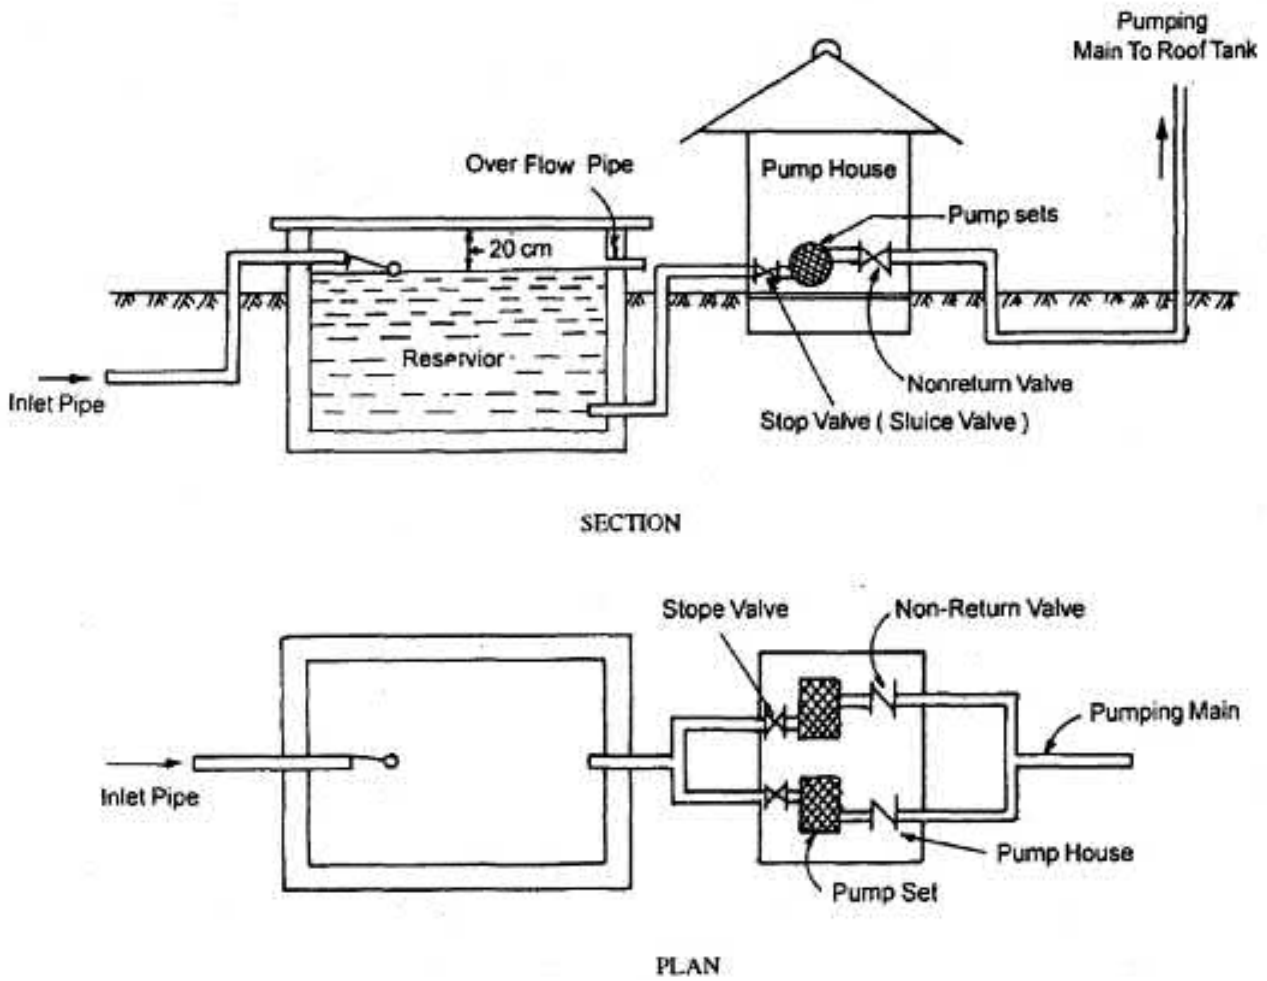 Pumping
Main To Roof Tank
Over Flow Pipe
Pump House
Pump sets
20 cm
Reservior
Inlet Pipe
Nonreturn Valve
Stop Valve ( Sluice Valve )
SECTION
Stope Valve
Non-Return Valve
Pumping Main
Inlet Pipe
Pump House
Pump Set
PLAN